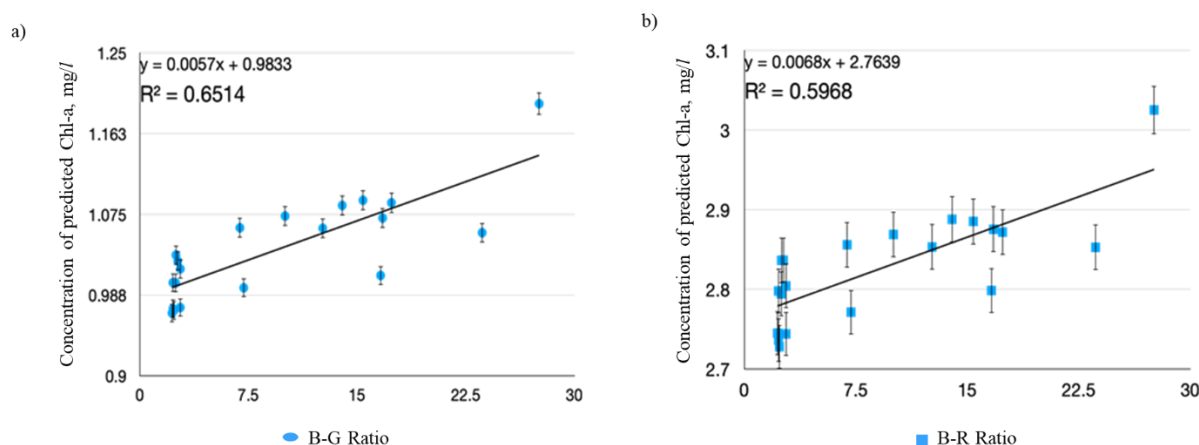 a)
Concentration of predicted Chl-a, mg/l
1.25
1.163
1.075
0.988
0.9
y = 0.0057x + 0.9833
R² = 0.6514
0
7.5
15
22.5
30
B-G Ratio
b)
Concentration of predicted Chl-a, mg/l
3.1
3
2.9
2.8
2.7
y = 0.0068x + 2.7639
R² = 0.5968
0
7.5
15
22.5
30
B-R Ratio